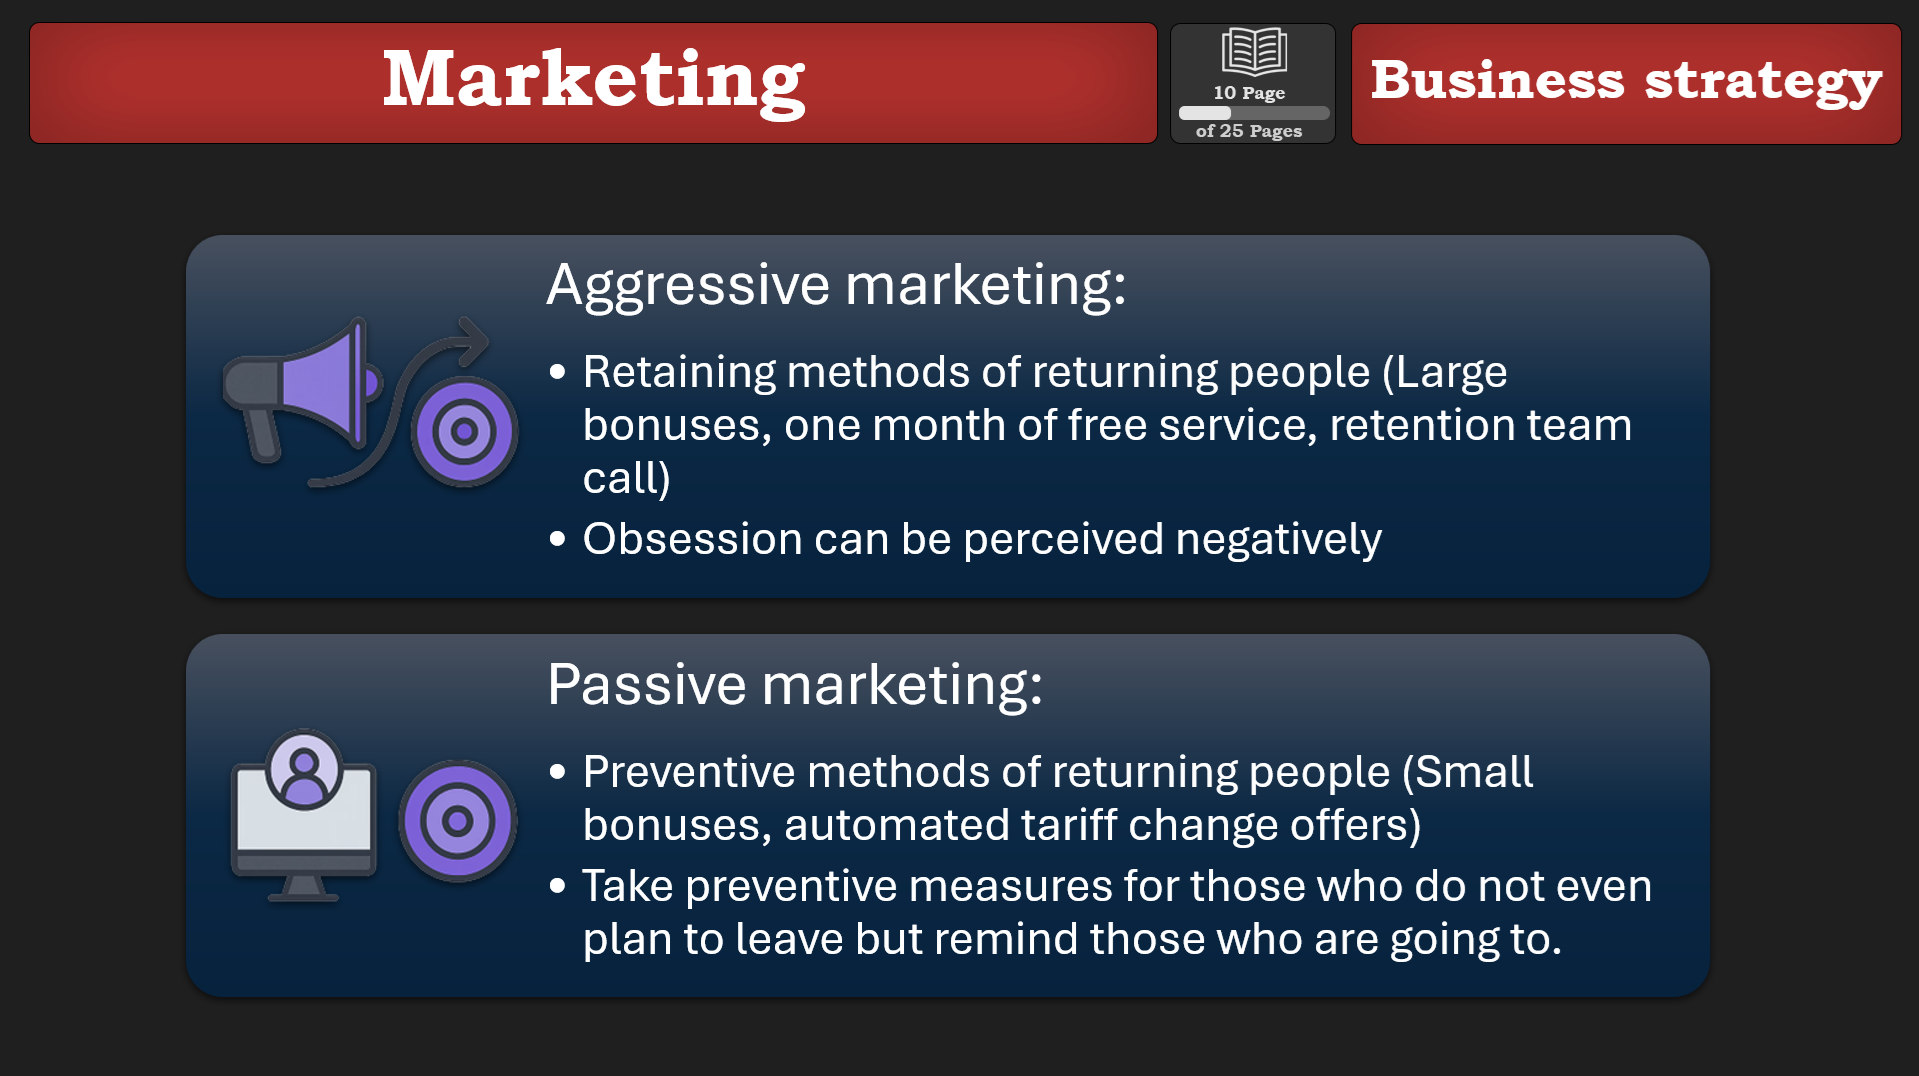 Marketing
10 Page
of 25 Pages
Business strategy
Aggressive marketing:
• Retaining methods of returning people (Large
bonuses, one month of free service, retention team
call)
• Obsession can be perceived negatively
Passive marketing:
• Preventive methods of returning people (Small
bonuses, automated tariff change offers)
• Take preventive measures for those who do not even
plan to leave but remind those who are going to.